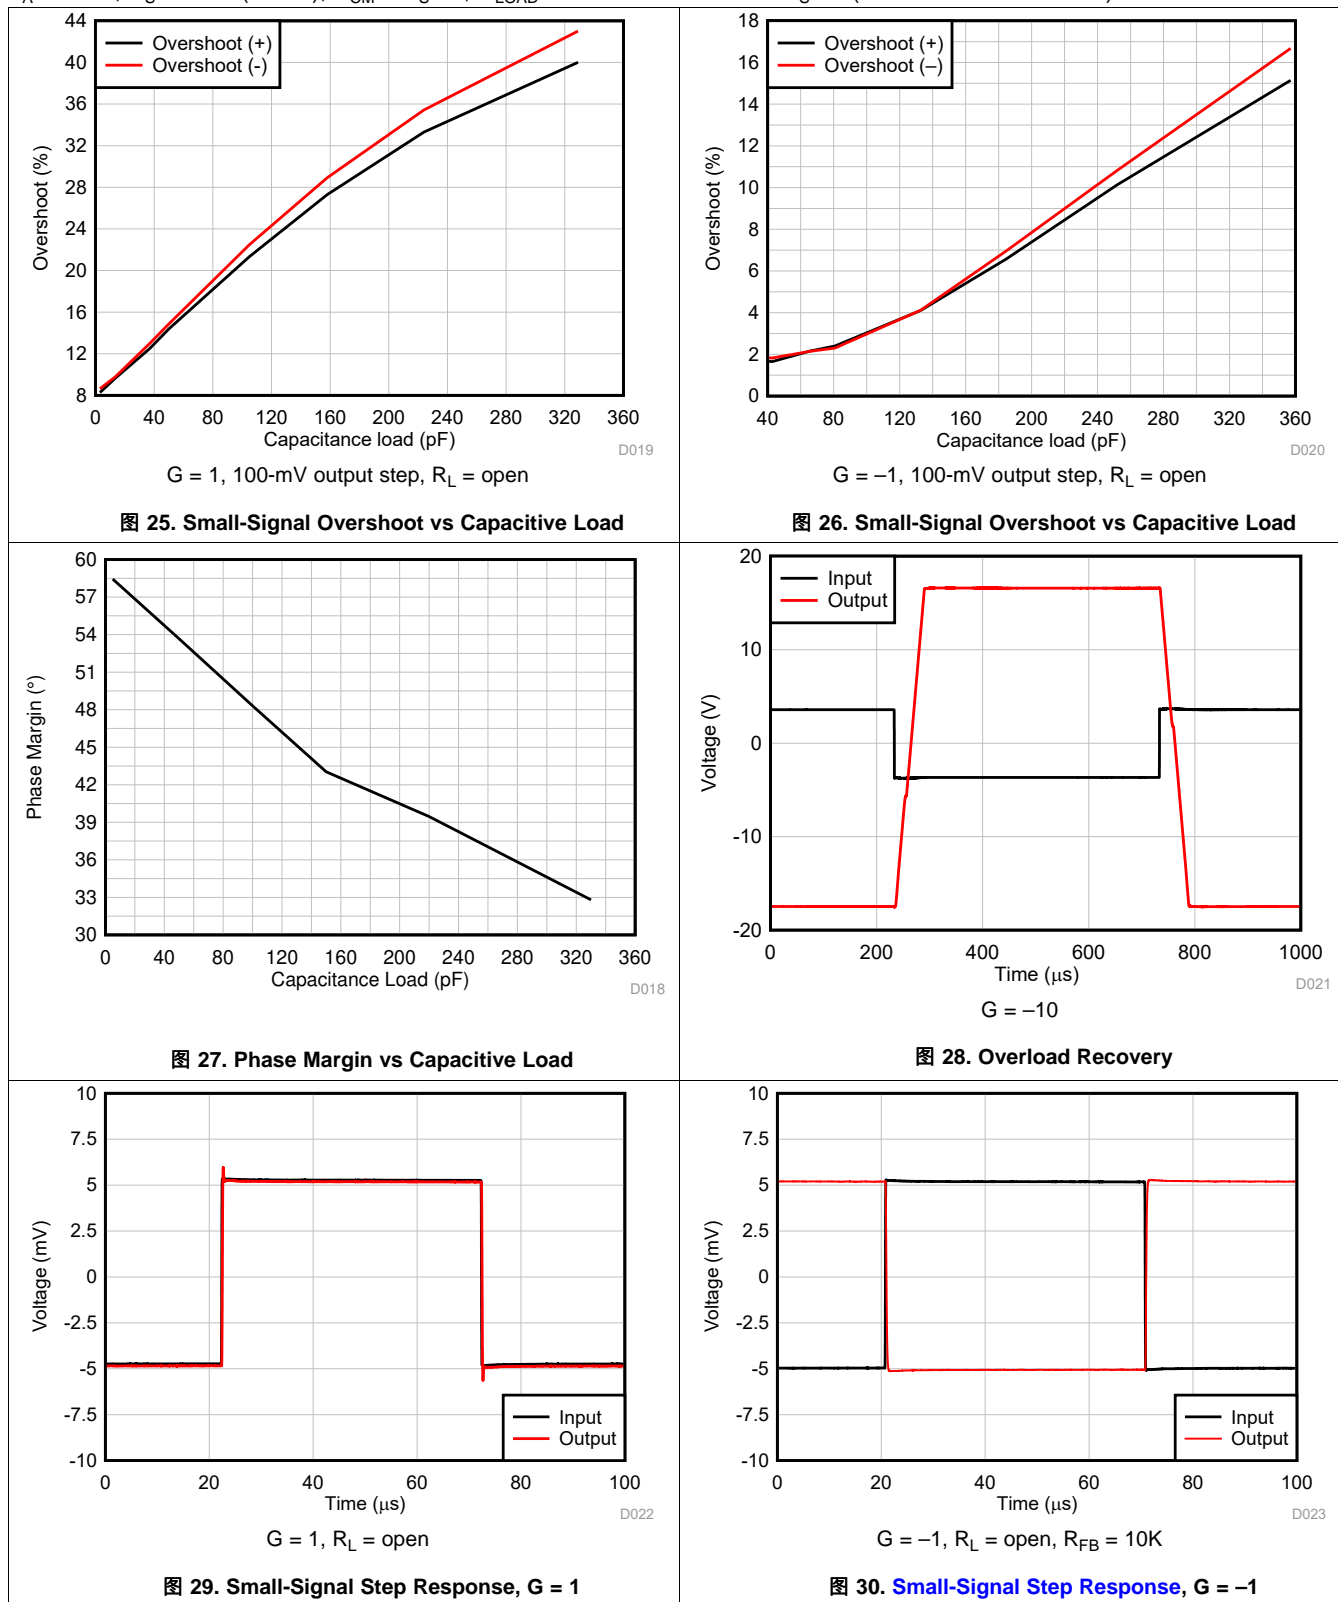 44
40
36
32
28
24
20
16
12
8
Overshoot (%)
Overshoot (+)
Overshoot (-)
0 40 80 120 160 200 240 280 320 360
Capacitance load (pF)
D019
G = 1, 100-mV output step, R_L = open
图 25. Small-Signal Overshoot vs Capacitive Load
18
16
14
12
10
8
6
4
2
0
Overshoot (%)
Overshoot (+)
Overshoot (–)
40 80 120 160 200 240 280 320 360
Capacitance load (pF)
D020
G = –1, 100-mV output step, R_L = open
图 26. Small-Signal Overshoot vs Capacitive Load
60
57
54
51
48
45
42
39
36
33
30
Phase Margin (°)
0 40 80 120 160 200 240 280 320 360
Capacitance Load (pF)
D018
图 27. Phase Margin vs Capacitive Load
20
10
0
-10
-20
Voltage (V)
Input
Output
0 200 400 600 800 1000
Time (μs)
D021
G = –10
图 28. Overload Recovery
10
7.5
5
2.5
0
-2.5
-5
-7.5
-10
Voltage (mV)
Input
Output
0 20 40 60 80 100
Time (μs)
D022
G = 1, R_L = open
图 29. Small-Signal Step Response, G = 1
10
7.5
5
2.5
0
-2.5
-5
-7.5
-10
Voltage (mV)
Input
Output
0 20 40 60 80 100
Time (μs)
D023
G = –1, R_L = open, R_FB = 10K
图 30. Small-Signal Step Response, G = –1